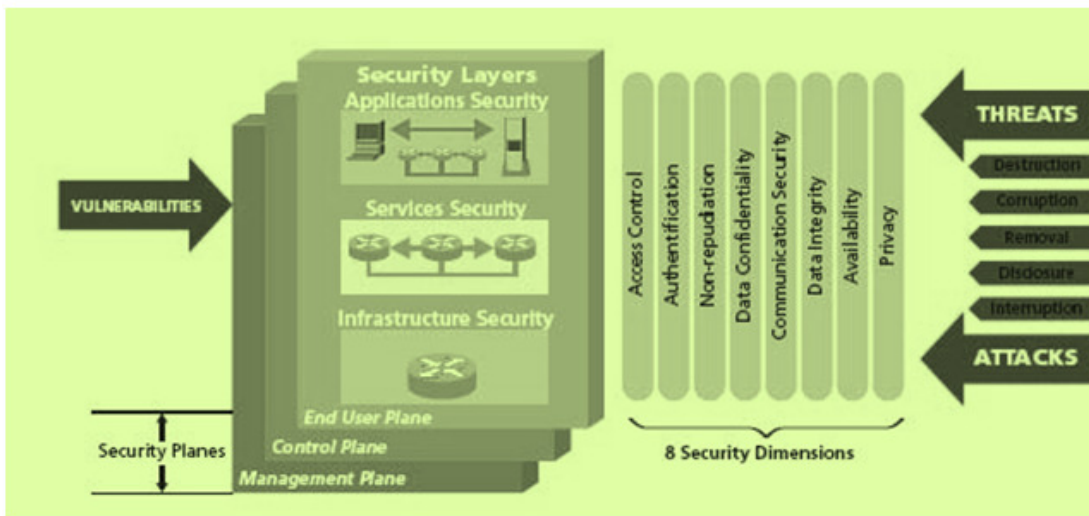 Security Layers
Applications Security
Services Security
Infrastructure Security
End User Plane
Control Plane
Management Plane
VULNERABILITIES
Security Planes
Access Control
Authentification
Non-repudiation
Data Confidentiality
Communication Security
Data Integrity
Availability
Privacy
8 Security Dimensions
THREATS
Destruction
Corruption
Removal
Disclosure
Interruption
ATTACKS